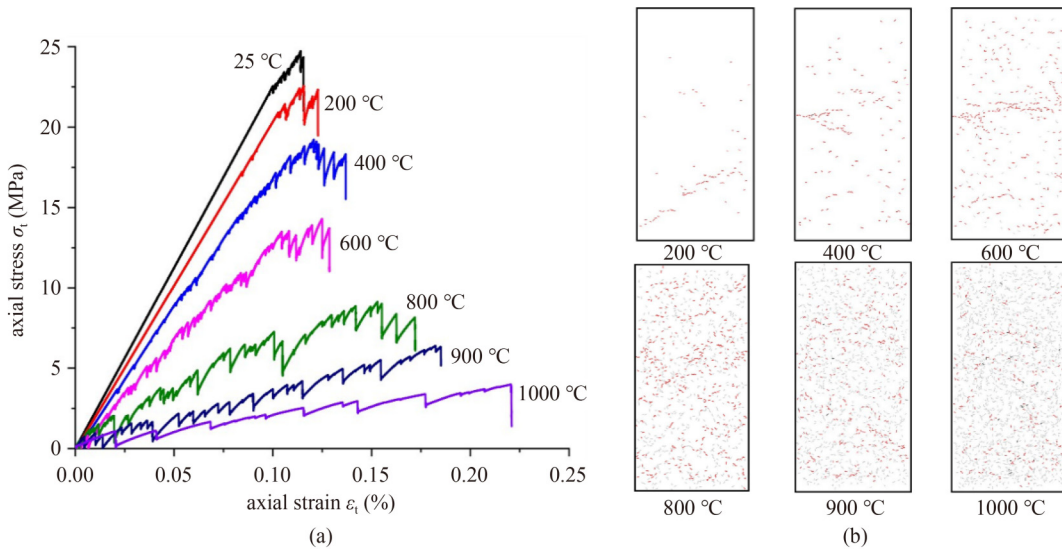 25
20
15
10
5
0
axial stress σt (MPa)
25 °C
200 °C
400 °C
600 °C
800 °C
900 °C
1000 °C
0.00 0.05 0.10 0.15 0.20 0.25
axial strain εt (%)
(a)
200 °C 400 °C 600 °C
800 °C 900 °C 1000 °C
(b)